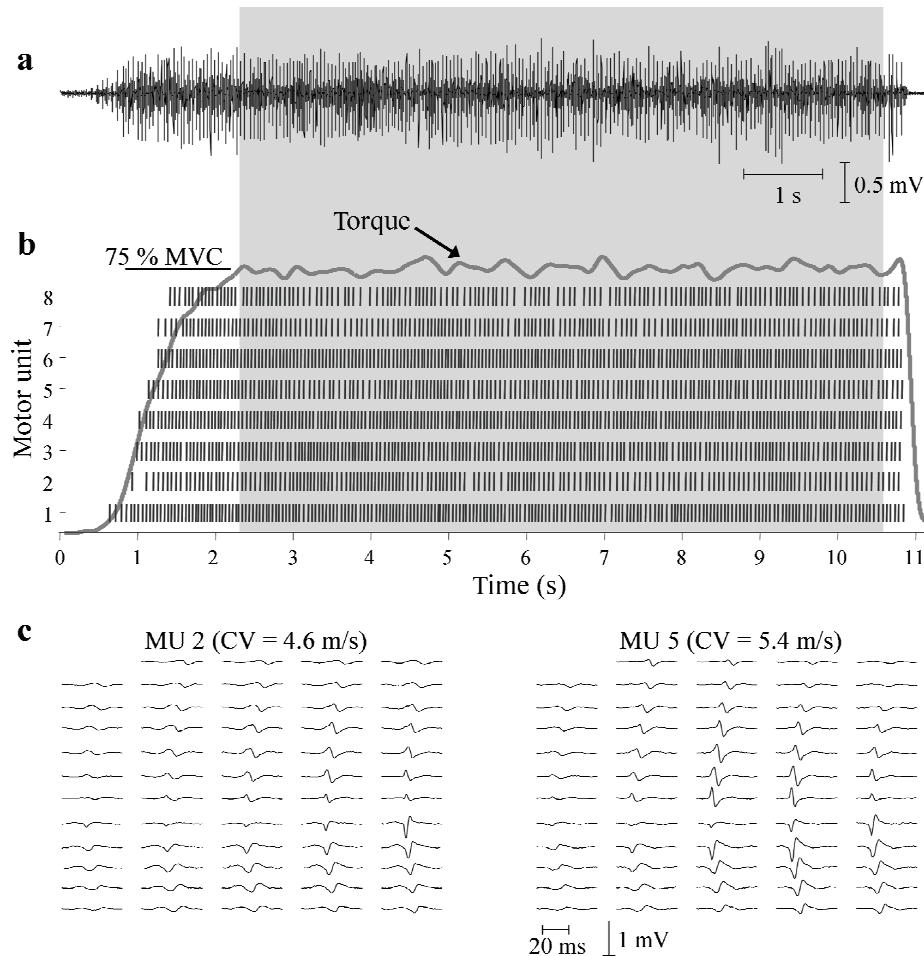 a
1 s
0.5 mV
b
Torque
75 % MVC
8
7
6
5
4
3
2
1
Motor unit
0 1 2 3 4 5 6 7 8 9 10 11
Time (s)
c
MU 2 (CV = 4.6 m/s)
MU 5 (CV = 5.4 m/s)
20 ms
1 mV